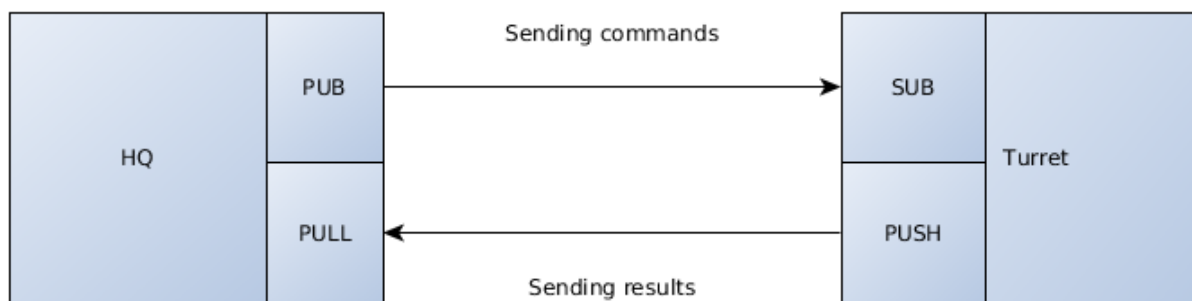 Sending commands
PUB
SUB
HQ
Turret
PULL
PUSH
Sending results